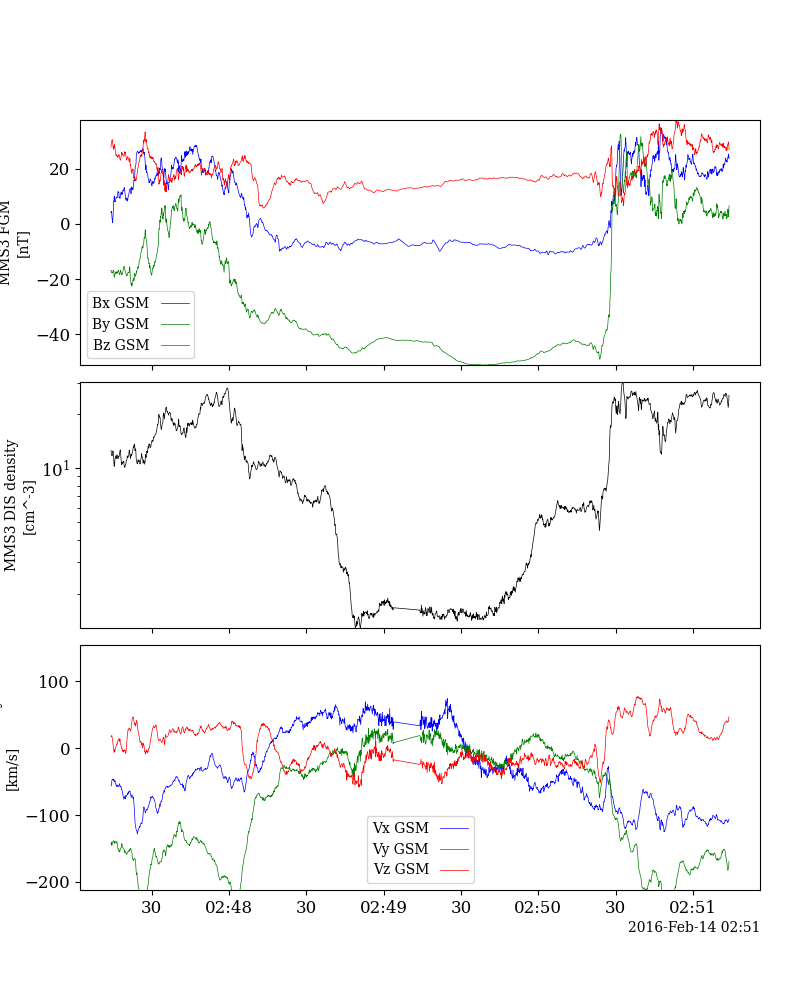 20
0
−20
−40
MMS3 FGM
[nT]
Bx GSM
By GSM
Bz GSM
10^1
MMS3 DIS density
[cm^-3]
100
0
−100
−200
[km/s]
Vx GSM
Vy GSM
Vz GSM
30 02:48 30 02:49 30 02:50 30 02:51
2016-Feb-14 02:51